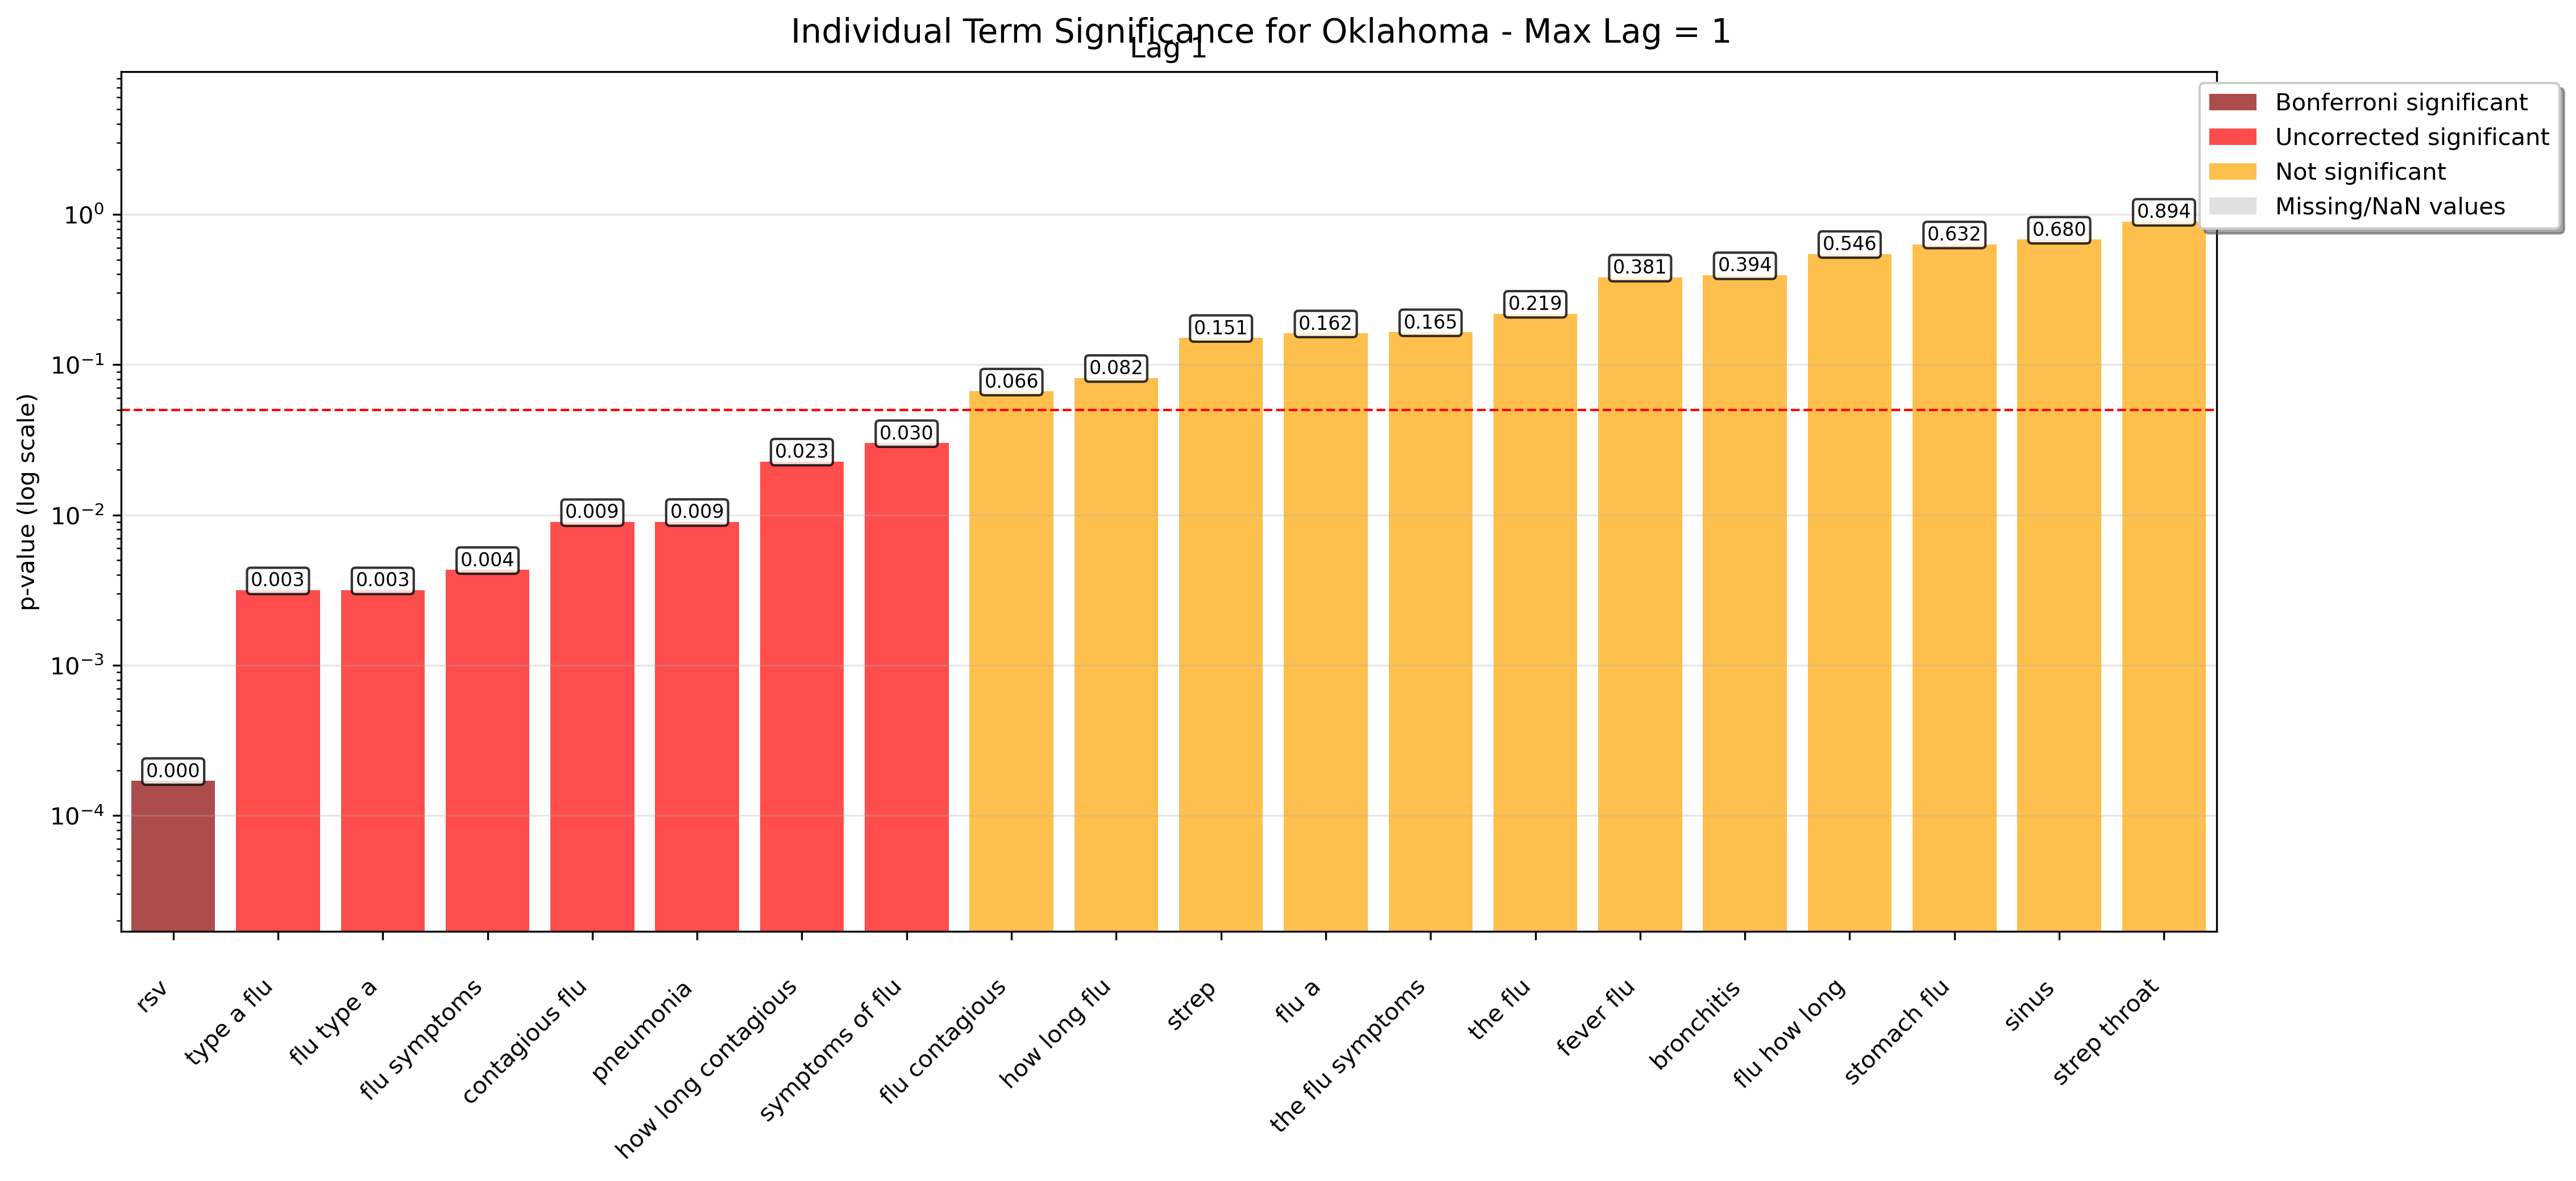 Individual Term Significance for Oklahoma - Max Lag = 1
Lag 1
Bonferroni significant
Uncorrected significant
Not significant
Missing/NaN values
p-value (log scale)
10⁰
10⁻¹
10⁻²
10⁻³
10⁻⁴
0.000
0.003
0.003
0.004
0.009
0.009
0.023
0.030
0.066
0.082
0.151
0.162
0.165
0.219
0.381
0.394
0.546
0.632
0.680
0.894
rsv
type a flu
flu type a
flu symptoms
contagious flu
pneumonia
how long contagious
symptoms of flu
flu contagious
how long flu
strep
flu a
the flu symptoms
the flu
fever flu
bronchitis
flu how long
stomach flu
sinus
strep throat